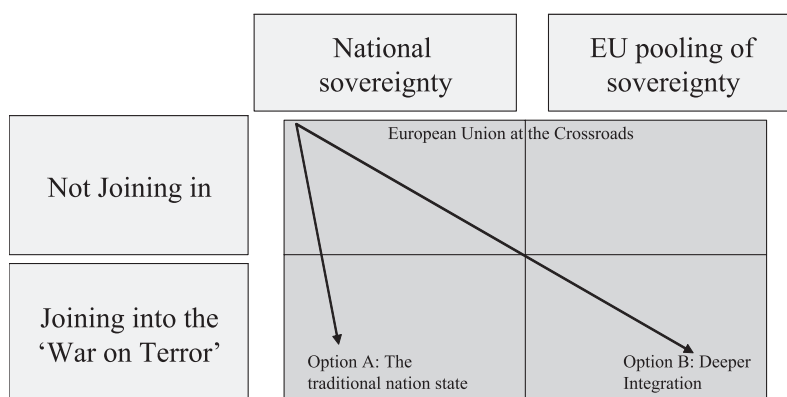 National
sovereignty
EU pooling of
sovereignty
European Union at the Crossroads
Not Joining in
Joining into the
‘War on Terror’
Option A: The
traditional nation state
Option B: Deeper
Integration